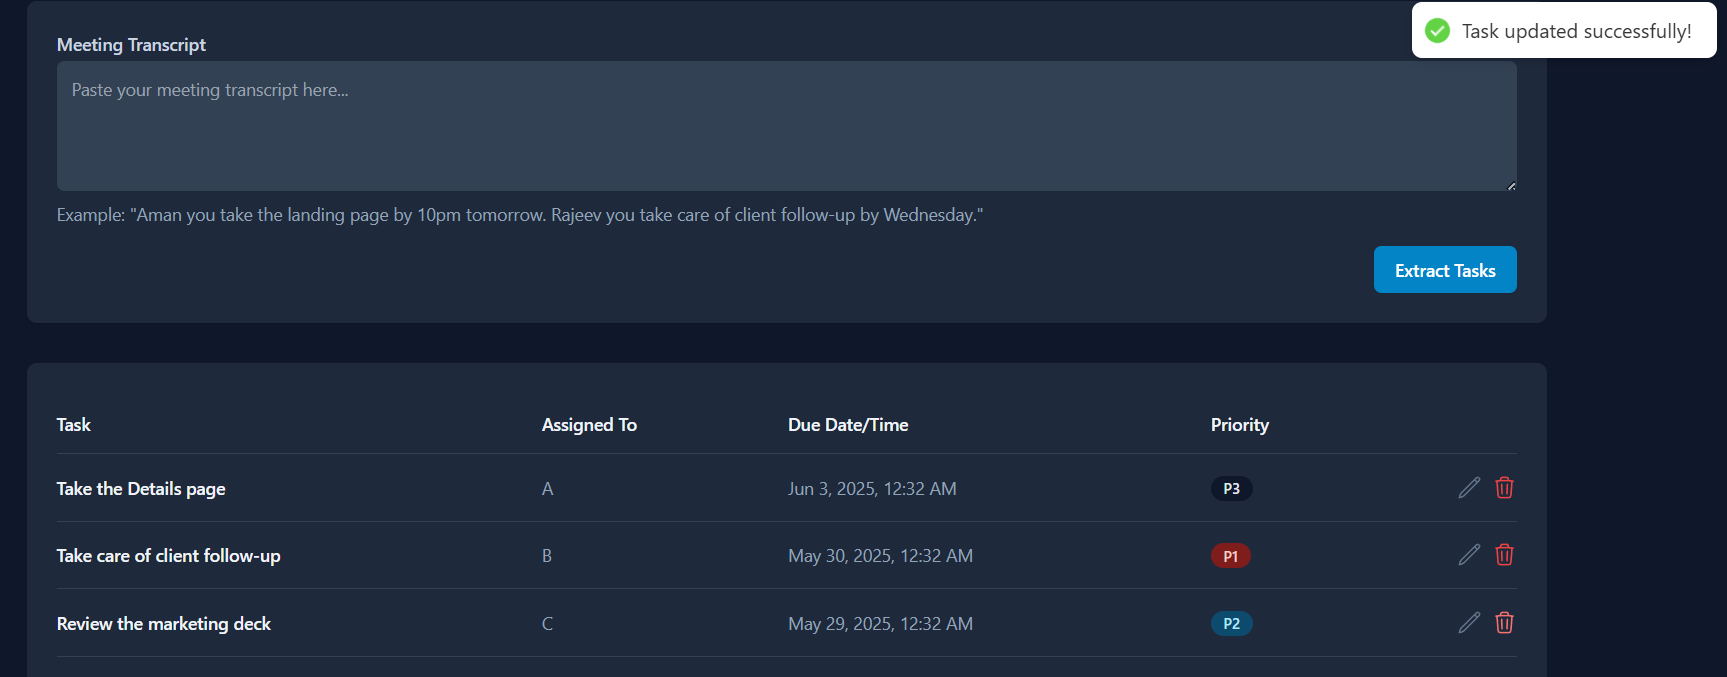 Task updated successfully!
Meeting Transcript
Paste your meeting transcript here...
Example: "Aman you take the landing page by 10pm tomorrow. Rajeev you take care of client follow-up by Wednesday."
Extract Tasks
Task Assigned To Due Date/Time Priority
Take the Details page A Jun 3, 2025, 12:32 AM P3
Take care of client follow-up B May 30, 2025, 12:32 AM P1
Review the marketing deck C May 29, 2025, 12:32 AM P2